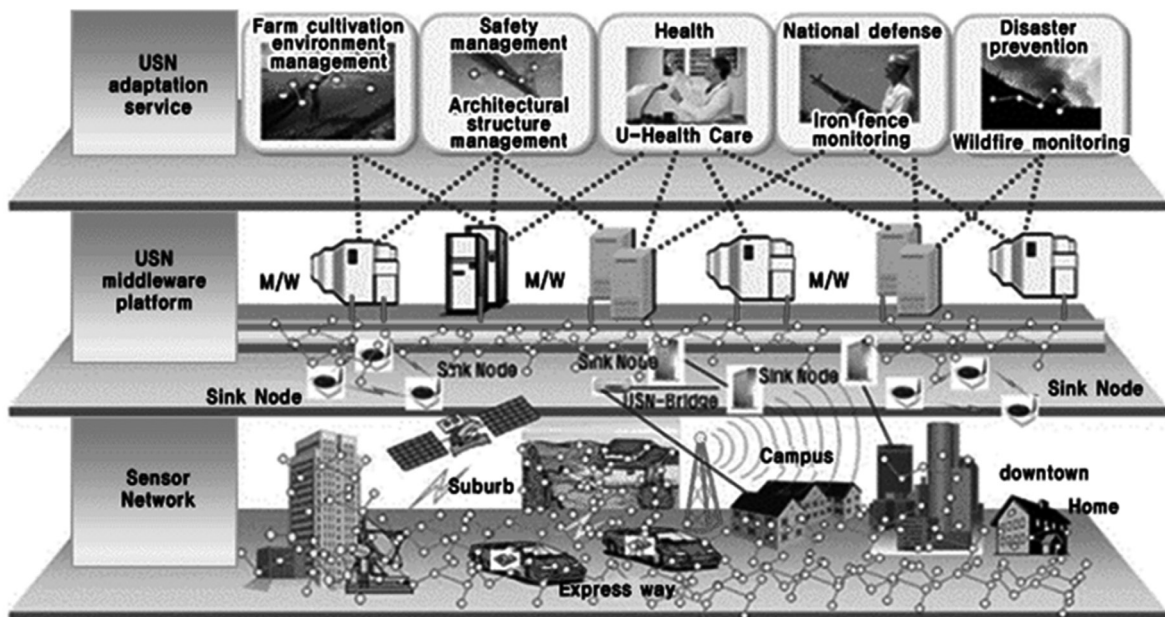 USN
adaptation
service
Farm cultivation
environment
management
Safety
management
Architectural
structure
management
Health
U-Health Care
National defense
Iron fence
monitoring
Disaster
prevention
Wildfire monitoring
USN
middleware
platform
M/W
M/W
M/W
Sink Node
Sink Node
Sink Node
USN-Bridge
Sink Node
Sink Node
Sensor
Network
Suburb
Campus
downtown
Home
Express way